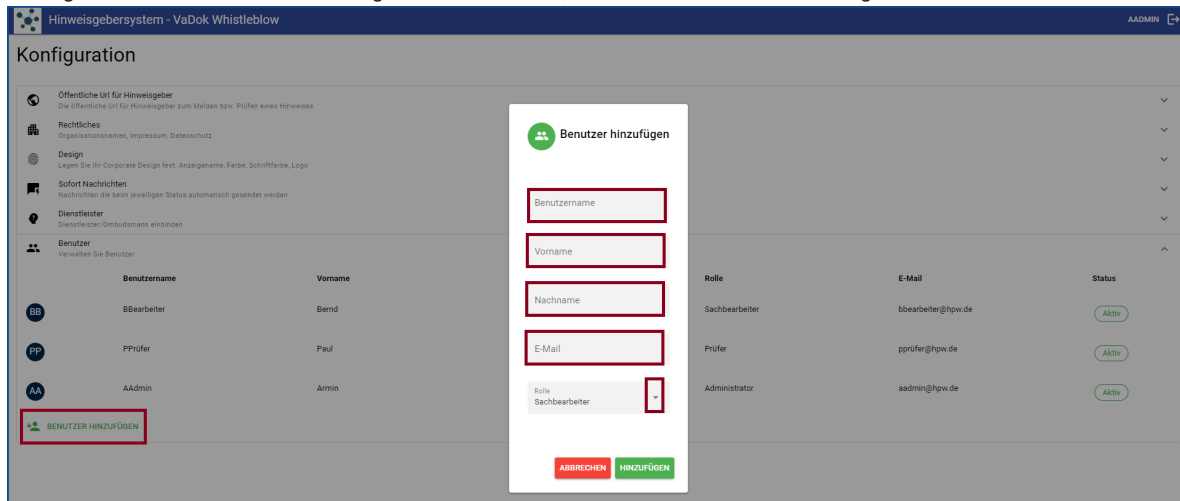 Hinweisgebersystem - VaDok Whistleblow
AADMIN
Konfiguration
Öffentliche Url für Hinweisgeber
Die öffentliche Url für Hinweisgeber zum Melden bzw. Prüfen eines Hinweises
Rechtliches
Organisationsnamen, Impressum, Datenschutz
Design
Legen Sie Ihr Corporate Design fest: Anzeigename, Farbe, Schriftfarbe, Logo
Sofort Nachrichten
Nachrichten die beim jeweiligen Status automatisch gesendet werden.
Dienstleister
Dienstleister/Ombudsmann einbinden
Benutzer
Verwalten Sie Benutzer
Benutzername Vorname Rolle E-Mail Status
BB BBearbeiter Bernd Sachbearbeiter bbearbeiter@hpw.de Aktiv
PP PPrüfer Paul Prüfer pprüfer@hpw.de Aktiv
AA AAdmin Armin Administrator aadmin@hpw.de Aktiv
BENUTZER HINZUFÜGEN
Benutzer hinzufügen
Benutzername
Vorname
Nachname
E-Mail
Rolle
Sachbearbeiter
ABBRECHEN HINZUFÜGEN